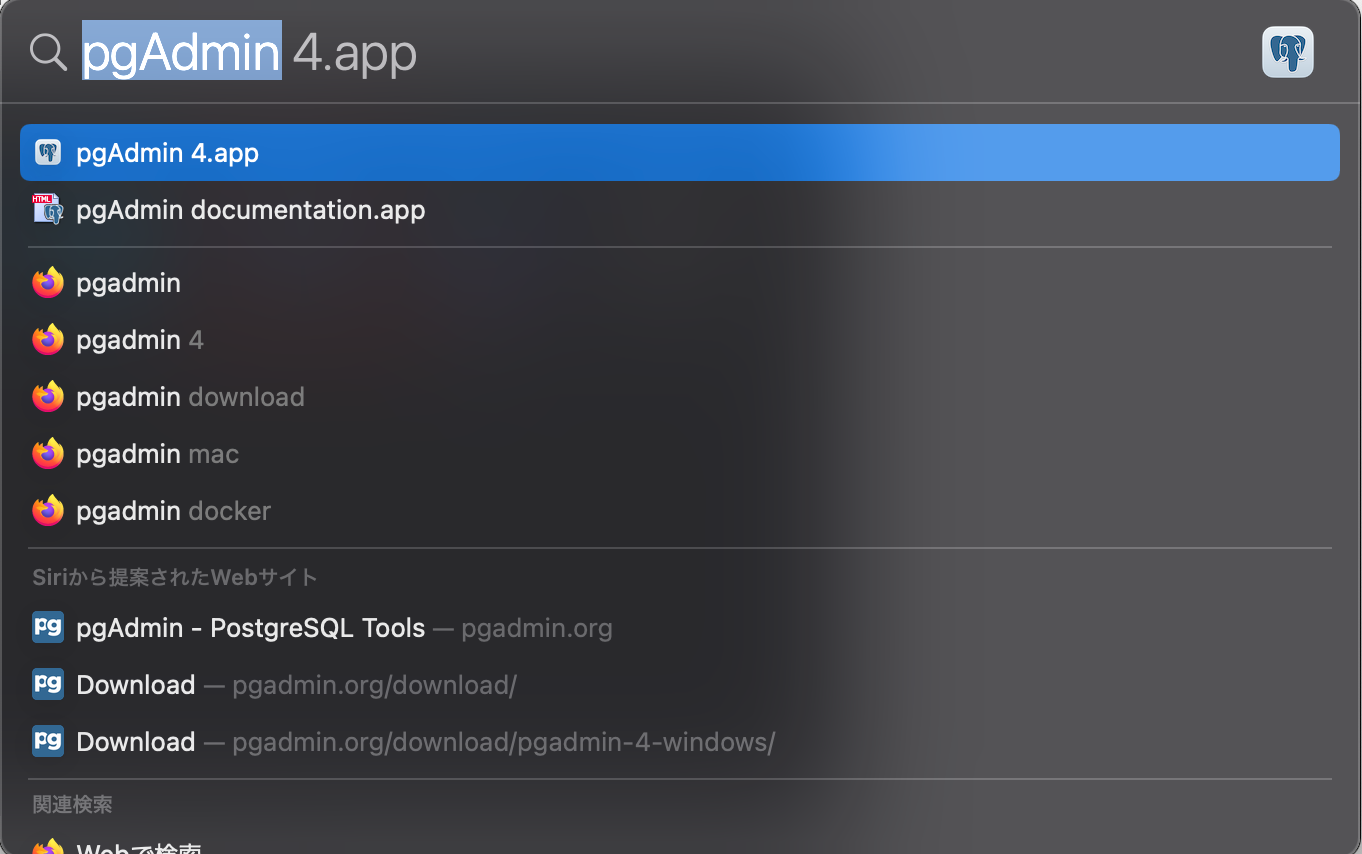 pgAdmin 4.app
pgAdmin 4.app
HTML
pgAdmin documentation.app
pgadmin
pgadmin 4
pgadmin download
pgadmin mac
pgadmin docker
Siriから提案されたWebサイト
pg pgAdmin - PostgreSQL Tools — pgadmin.org
pg Download — pgadmin.org/download/
pg Download — pgadmin.org/download/pgadmin-4-windows/
関連検索
Webで検索